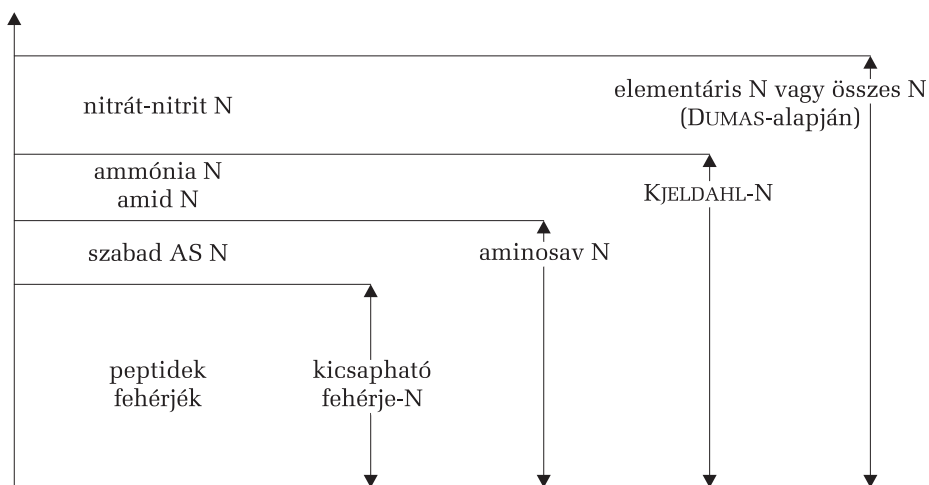 elementáris N vagy összes N
(DUMAS-alapján)
nitrát-nitrit N
ammónia N
amid N
KJELDAHL-N
szabad AS N
aminosav N
peptidek
fehérjék
kicsapható
fehérje-N